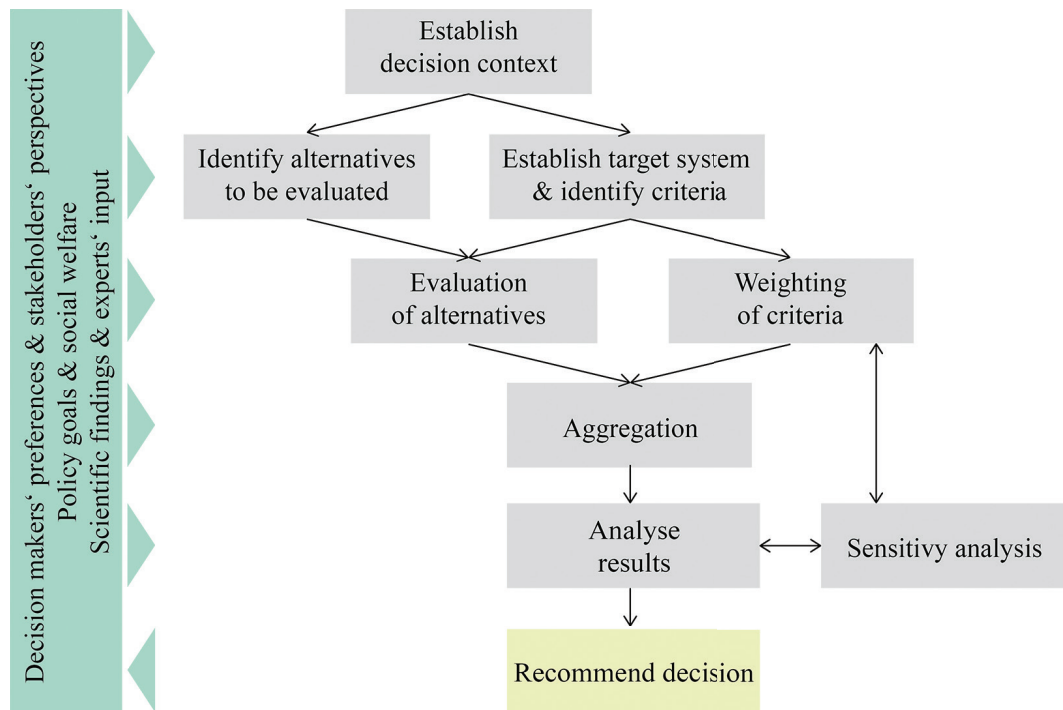 Decision makers‘ preferences & stakeholders‘ perspectives
Policy goals & social welfare
Scientific findings & experts‘ input
Establish
decision context
Identify alternatives
to be evaluated
Establish target system
& identify criteria
Evaluation
of alternatives
Weighting
of criteria
Aggregation
Analyse
results
Sensitivy analysis
Recommend decision